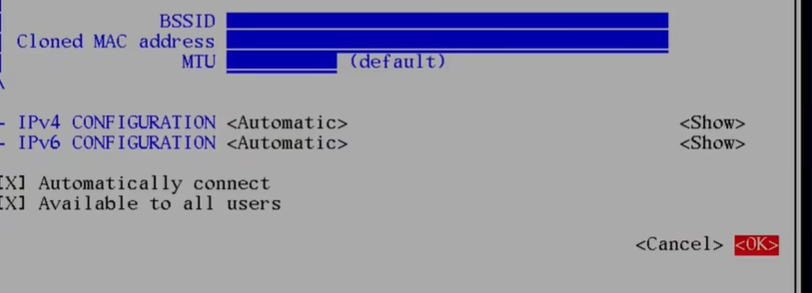 BSSID
Cloned MAC address
MTU (default)
- IPv4 CONFIGURATION <Automatic> <Show>
- IPv6 CONFIGURATION <Automatic> <Show>
[X] Automatically connect
[X] Available to all users
<Cancel> <OK>